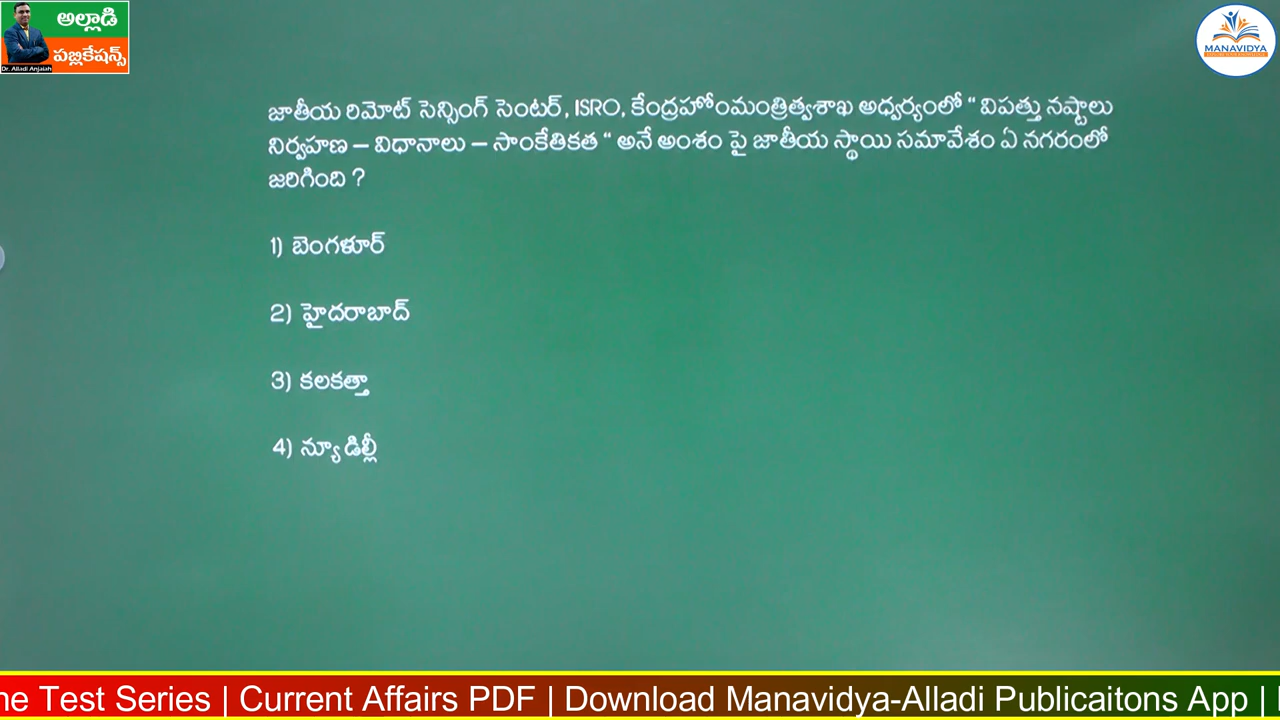 అల్లాడి
పబ్లికేషన్స్
Dr. Alladi Anjaiah
MANAVIDYA
జాతీయ రిమోట్ సెన్సింగ్ సెంటర్, ISRO, కేంద్రహోంమంత్రిత్వశాఖ అధ్వర్యంలో “ విపత్తు నష్టాలు
నిర్వహణ – విధానాలు – సాంకేతికత “ అనే అంశం పై జాతీయ స్థాయి సమావేశం ఏ నగరంలో
జరిగింది ?
1) బెంగళూర్
2) హైదరాబాద్
3) కలకత్తా
4) న్యూడిల్లీ
ne Test Series | Current Affairs PDF | Download Manavidya-Alladi Publicaitons App |